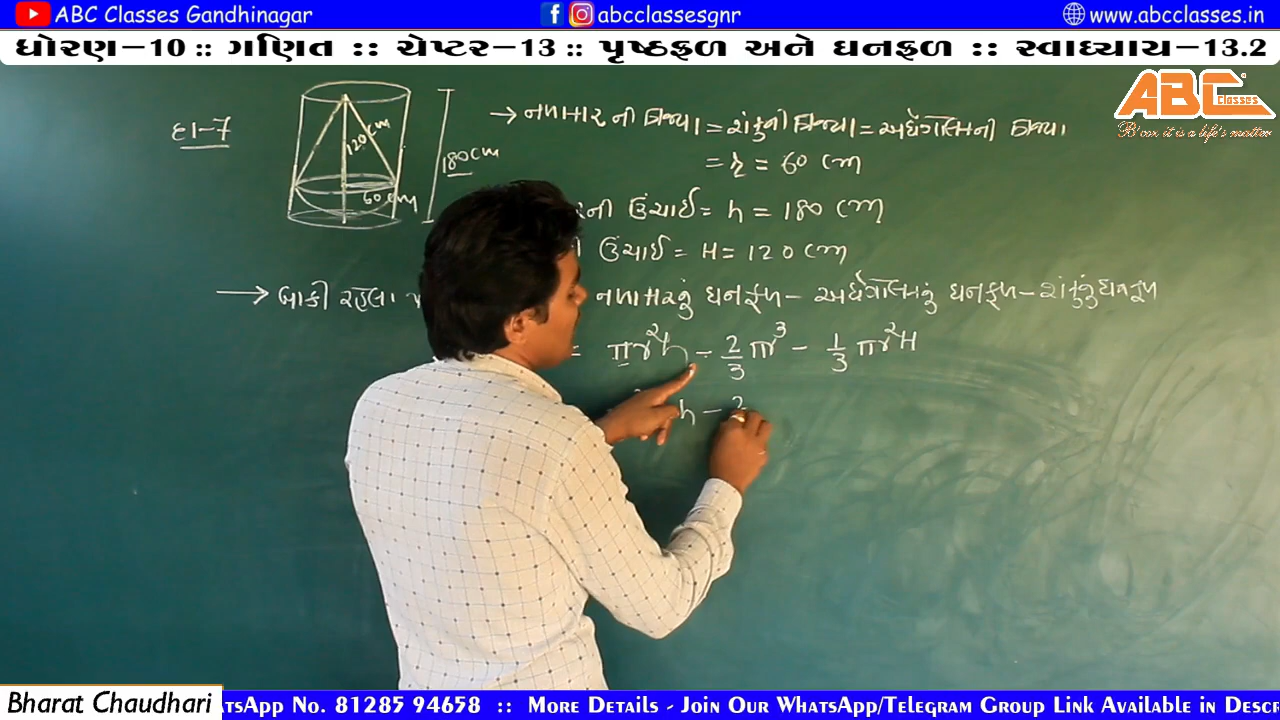 ABC Classes Gandhinagar
abcclassesgnr
www.abcclasses.in
ધોરણ-10 :: ગણિત :: ચેપ્ટર-13 :: પૃષ્ઠફળ અને ઘનફળ :: સ્વાધ્યાય-13.2
ABC Classes
B'coz it is a life's matter
દા-7
120 cm
180 cm
60 cm
→ નળાકારની ત્રિજ્યા = શંકુની ત્રિજ્યા = અર્ધગોલકની ત્રિજ્યા
= r = 60 cm
ની ઉંચાઈ = h = 180 cm
ની ઉંચાઈ = H = 120 cm
→ બાકી રહેલા નળાકારનું ઘનફળ - અર્ધગોલકનું ઘનફળ - શંકુનું ઘનફળ
= πr²h - 2/3 πr³ - 1/3 πr²H
h - 2
Bharat Chaudhari
tsApp No. 81285 94658 :: More Details - Join Our WhatsApp/Telegram Group Link Available in Descr